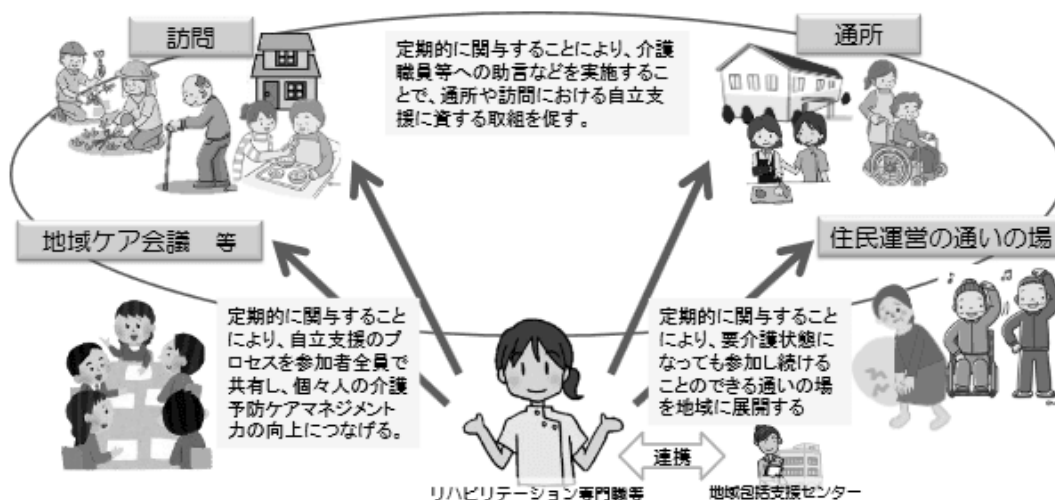 訪問
通所
定期的に関与することにより、介護
職員等への助言などを実施するこ
とで、通所や訪問における自立支
援に資する取組を促す。
地域ケア会議 等
住民運営の通いの場
定期的に関与すること
により、自立支援のプ
ロセスを参加者全員で
共有し、個々人の介護
予防ケアマネジメント
力の向上につなげる。
定期的に関与すること
により、要介護状態に
なっても参加し続ける
ことのできる通いの場
を地域に展開する
連携
リハビリテーション専門職等
地域包括支援センター